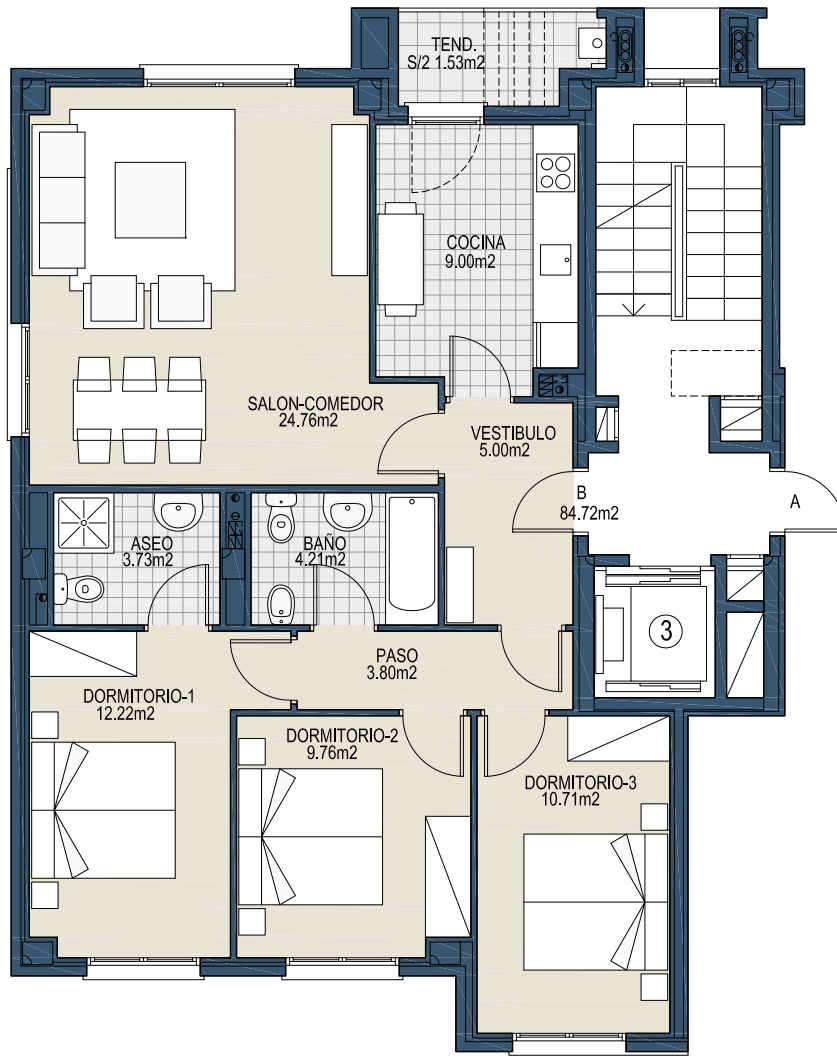 TEND.
S/2 1.53m2
COCINA
9.00m2
SALON-COMEDOR
24.76m2
VESTIBULO
5.00m2
B
84.72m2
A
ASEO
3.73m2
BAÑO
4.21m2
D
3
PASO
3.80m2
DORMITORIO-1
12.22m2
DORMITORIO-2
9.76m2
DORMITORIO-3
10.71m2